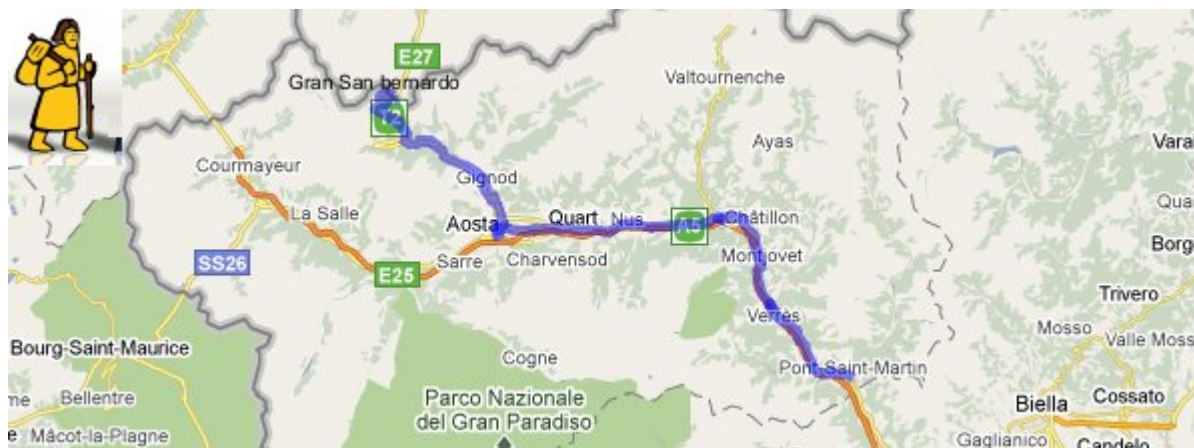 E27
Gran San bernardo
T2
Valtournenche
Ayas
Courmayeur
Gignod
La Salle
Aosta
Quart
Nus
A5
Châtillon
Sarre
Charvensod
Montjovet
SS26
E25
Verrès
Trivero
Mosso
Valle Moss
Bourg-Saint-Maurice
Cogne
Pont-Saint-Martin
Bellentre
Parco Nazionale
del Gran Paradiso
Biella
Cossato
Mâcot-la-Plagne
Gaglianico
Candelo
Vara
Qua
Borg
me
e